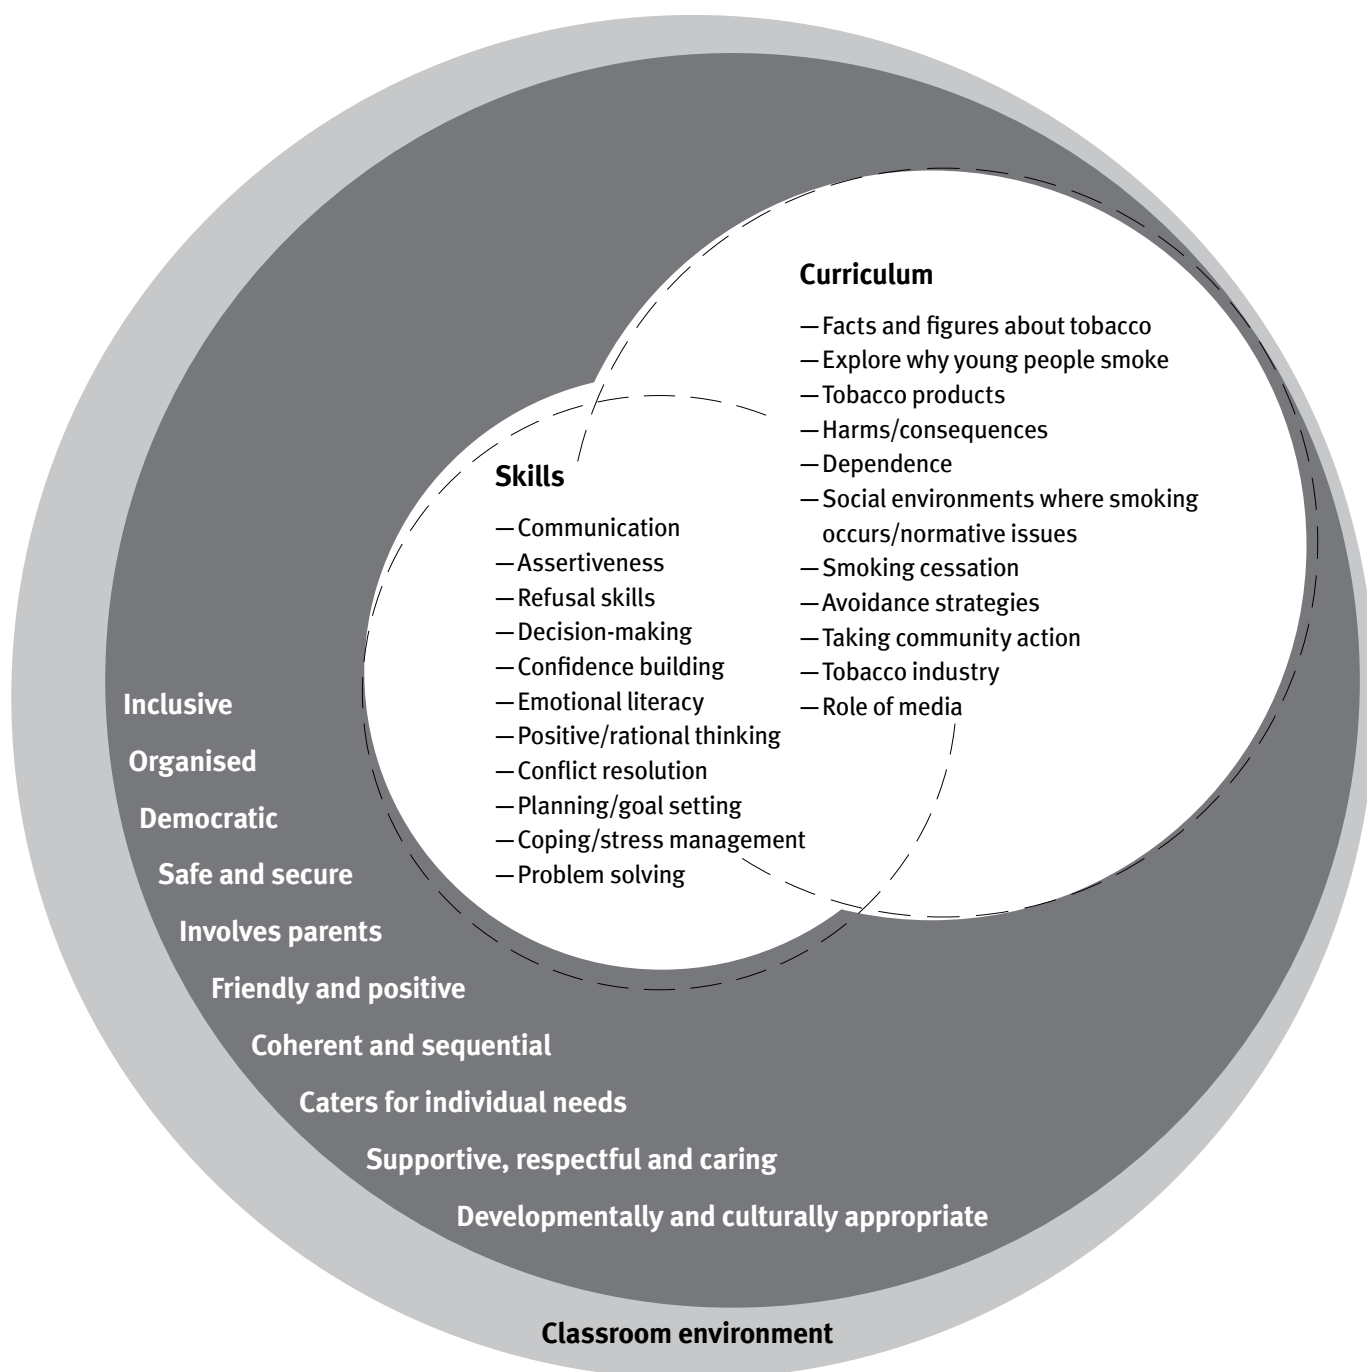 Curriculum
—Facts and figures about tobacco
—Explore why young people smoke
—Tobacco products
—Harms/consequences
—Dependence
—Social environments where smoking
occurs/normative issues
—Smoking cessation
—Avoidance strategies
—Taking community action
—Tobacco industry
—Role of media
Skills
—Communication
—Assertiveness
—Refusal skills
—Decision-making
—Confidence building
—Emotional literacy
—Positive/rational thinking
—Conflict resolution
—Planning/goal setting
—Coping/stress management
—Problem solving
Inclusive
Organised
Democratic
Safe and secure
Involves parents
Friendly and positive
Coherent and sequential
Caters for individual needs
Supportive, respectful and caring
Developmentally and culturally appropriate
Classroom environment